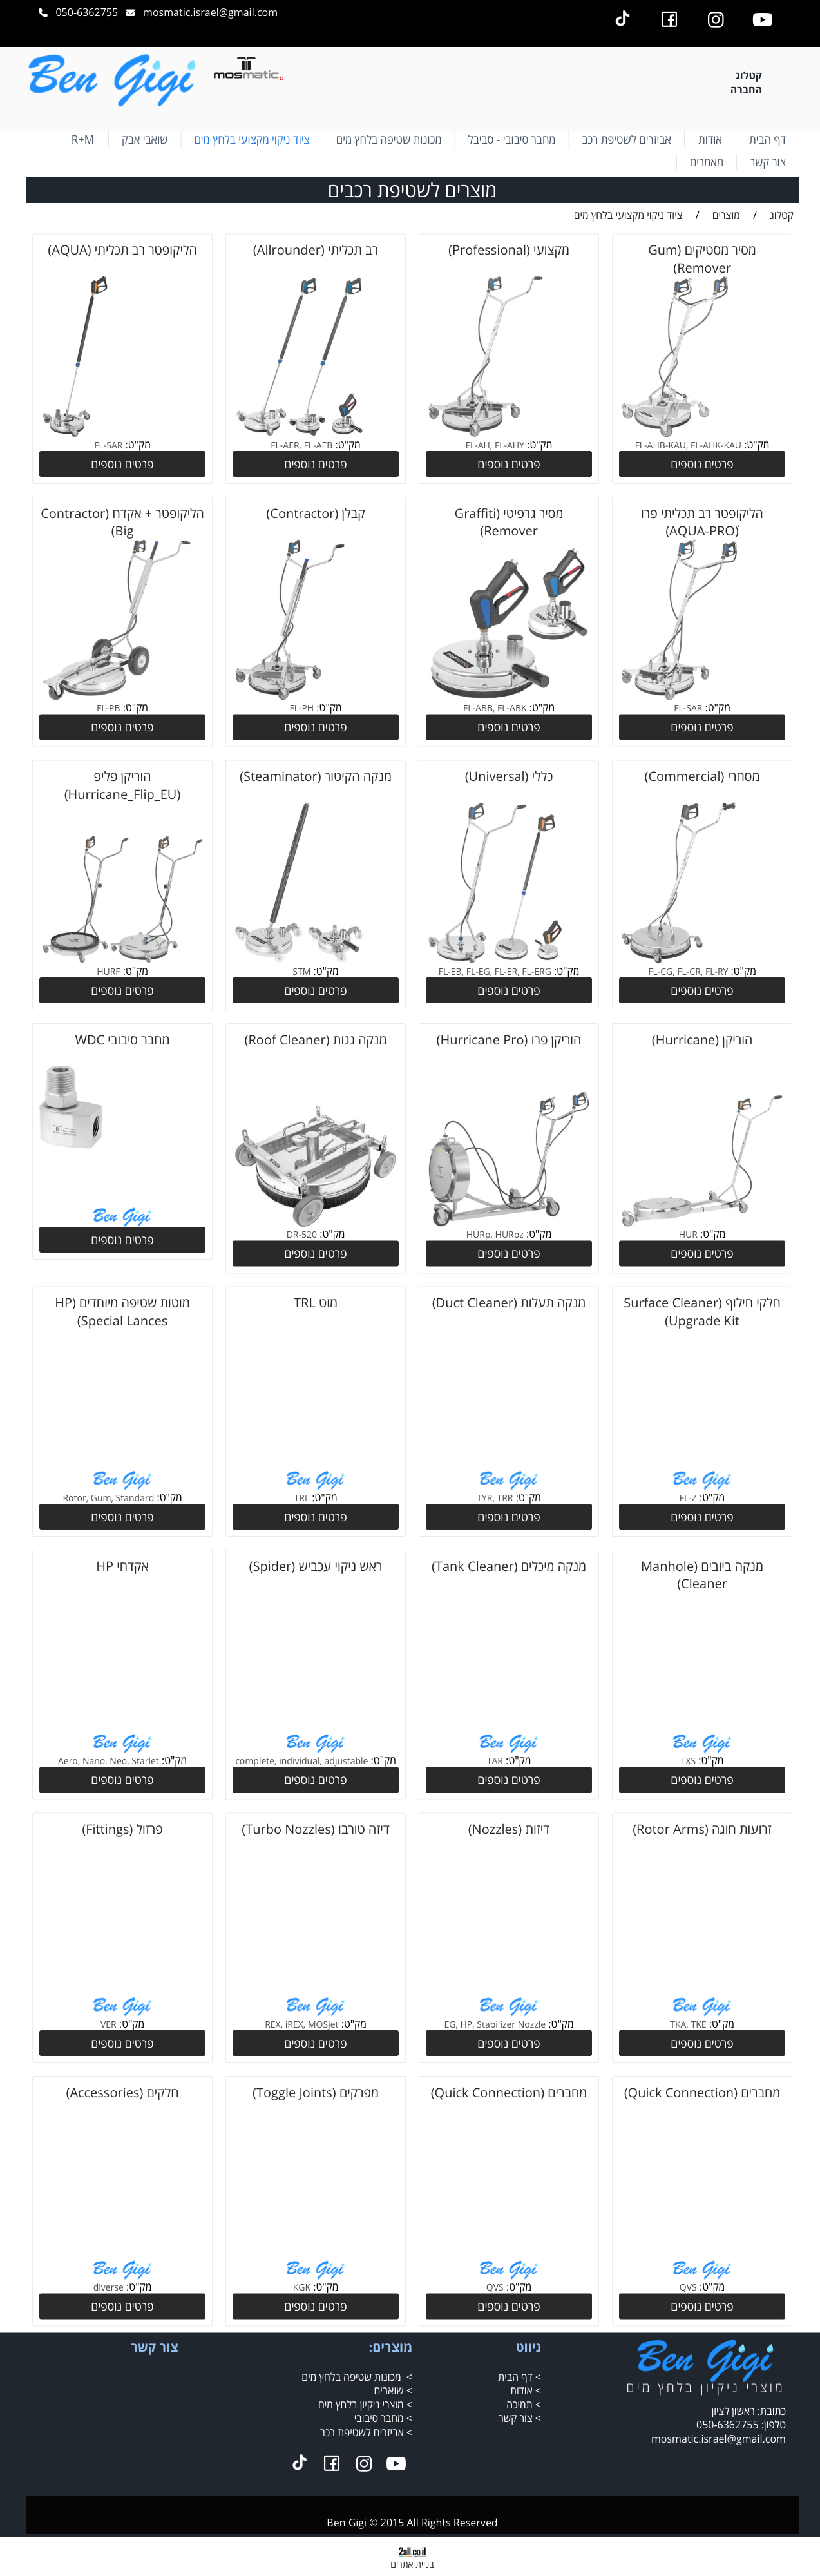 050-6362755 mosmatic.israel@gmail.com
Ben Gigi
mosmatic
קטלוג
החברה
דף הבית
אודות
אביזרים לשטיפת רכב
מחבר סיבובי - סביבל
מכונות שטיפה בלחץ מים
ציוד ניקוי מקצועי בלחץ מים
שואבי אבק
R+M
מאמרים
צור קשר
מוצרים לשטיפת רכבים
קטלוג / מוצרים / ציוד ניקוי מקצועי בלחץ מים
מסיר מסטיקים (Gum
Remover)
מק"ט: FL-AHB-KAU, FL-AHK-KAU
פרטים נוספים
מקצועי (Professional)
מק"ט: FL-AH, FL-AHY
פרטים נוספים
רב תכליתי (Allrounder)
מק"ט: FL-AER, FL-AEB
פרטים נוספים
הליקופטר רב תכליתי (AQUA)
מק"ט: FL-SAR
פרטים נוספים
הליקופטר רב תכליתי פרו
(AQUA-PRO)
מק"ט: FL-SAR
פרטים נוספים
מסיר גרפיטי (Graffiti
Remover)
מק"ט: FL-ABB, FL-ABK
פרטים נוספים
קבלן (Contractor)
מק"ט: FL-PH
פרטים נוספים
הליקופטר + אקדח (Contractor
Big)
מק"ט: FL-PB
פרטים נוספים
מסחרי (Commercial)
מק"ט: FL-CG, FL-CR, FL-RY
פרטים נוספים
כללי (Universal)
מק"ט: FL-EB, FL-EG, FL-ER, FL-ERG
פרטים נוספים
מנקה הקיטור (Steaminator)
מק"ט: STM
פרטים נוספים
הוריקן פליפ
(Hurricane_Flip_EU)
מק"ט: HURF
פרטים נוספים
הוריקן (Hurricane)
מק"ט: HUR
פרטים נוספים
הוריקן פרו (Hurricane Pro)
מק"ט: HURp, HURpz
פרטים נוספים
מנקה גגות (Roof Cleaner)
מק"ט: DR-520
פרטים נוספים
מחבר סיבובי WDC
Ben Gigi
פרטים נוספים
חלקי חילוף (Surface Cleaner
Upgrade Kit)
Ben Gigi
מק"ט: FL-Z
פרטים נוספים
מנקה תעלות (Duct Cleaner)
Ben Gigi
מק"ט: TYR, TRR
פרטים נוספים
מוט TRL
Ben Gigi
מק"ט: TRL
פרטים נוספים
מוטות שטיפה מיוחדים (HP
Special Lances)
Ben Gigi
מק"ט: Rotor, Gum, Standard
פרטים נוספים
מנקה ביובים (Manhole
Cleaner)
Ben Gigi
מק"ט: TXS
פרטים נוספים
מנקה מיכלים (Tank Cleaner)
Ben Gigi
מק"ט: TAR
פרטים נוספים
ראש ניקוי עכביש (Spider)
Ben Gigi
מק"ט: complete, individual, adjustable
פרטים נוספים
אקדחי HP
Ben Gigi
מק"ט: Aero, Nano, Neo, Starlet
פרטים נוספים
זרועות חוגה (Rotor Arms)
Ben Gigi
מק"ט: TKA, TKE
פרטים נוספים
דיזות (Nozzles)
Ben Gigi
מק"ט: EG, HP, Stabilizer Nozzle
פרטים נוספים
דיזה טורבו (Turbo Nozzles)
Ben Gigi
מק"ט: REX, iREX, MOSjet
פרטים נוספים
פרזול (Fittings)
Ben Gigi
מק"ט: VER
פרטים נוספים
מחברים (Quick Connection)
Ben Gigi
מק"ט: QVS
פרטים נוספים
מחברים (Quick Connection)
Ben Gigi
מק"ט: QVS
פרטים נוספים
מפרקים (Toggle Joints)
Ben Gigi
מק"ט: KGK
פרטים נוספים
חלקים (Accessories)
Ben Gigi
מק"ט: diverse
פרטים נוספים
Ben Gigi
מוצרי ניקיון בלחץ מים
כתובת: ראשון לציון
טלפון: 050-6362755
mosmatic.israel@gmail.com
ניווט
> דף הבית
> אודות
> תמיכה
> צור קשר
מוצרים:
> מכונות שטיפה בלחץ מים
> שואבים
> מוצרי ניקיון בלחץ מים
> מחבר סיבובי
> אביזרים לשטיפת רכב
צור קשר
Ben Gigi © 2015 All Rights Reserved
2all.co.il
בניית אתרים